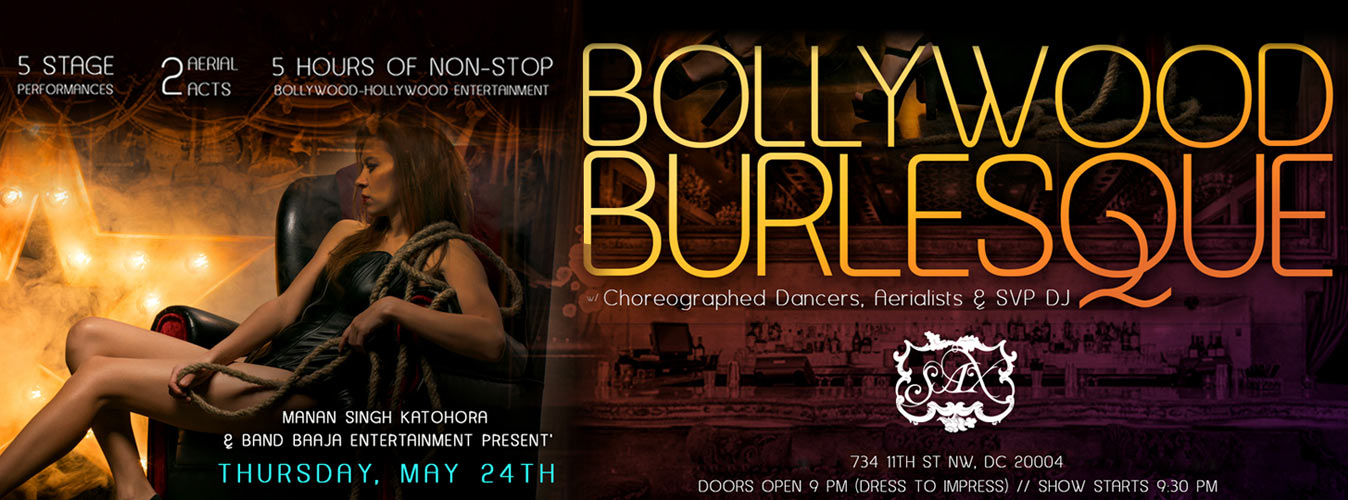 5 STAGE
PERFORMANCES
2 AERIAL
ACTS
5 HOURS OF NON-STOP
BOLLYWOOD-HOLLYWOOD ENTERTAINMENT
BOLLYWOOD
BURLESQUE
w/ Choreographed Dancers, Aerialists & SVP DJ
SAX
MANAN SINGH KATOHORA
& BAND BAAJA ENTERTAINMENT PRESENT'
THURSDAY, MAY 24TH
734 11TH ST NW, DC 20004
DOORS OPEN 9 PM (DRESS TO IMPRESS) // SHOW STARTS 9:30 PM